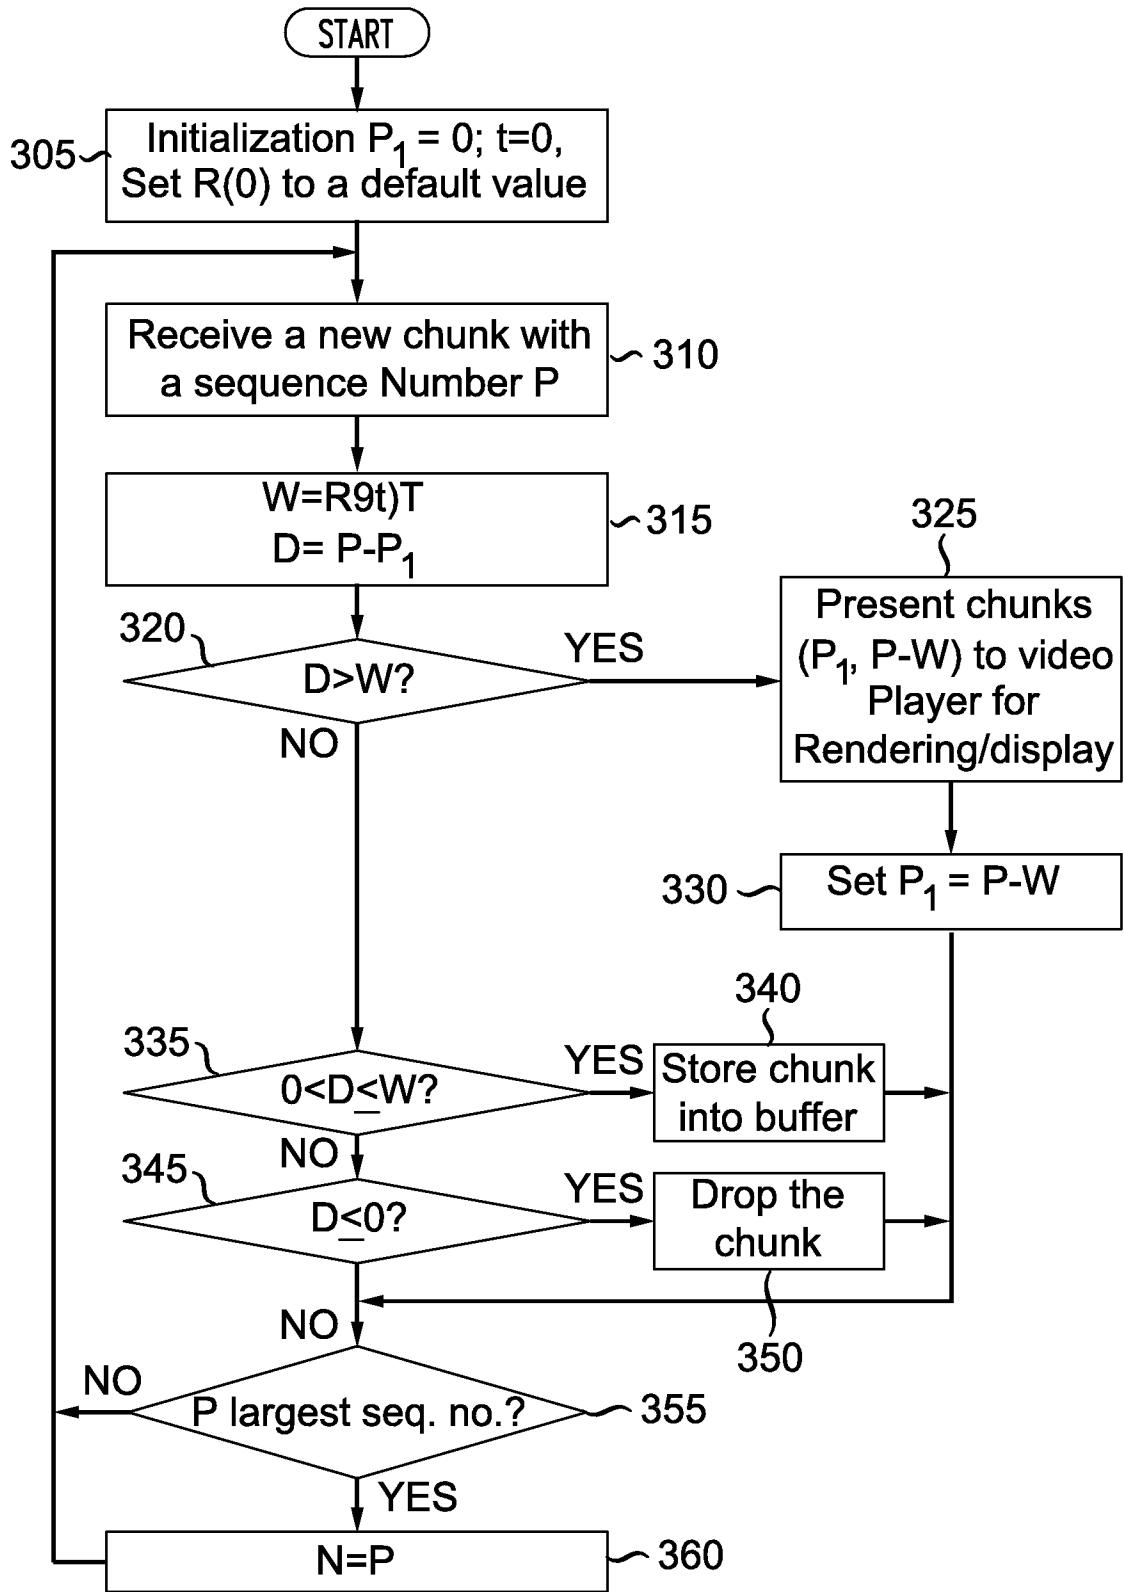 START
305
Initialization P1 = 0; t=0,
Set R(0) to a default value
Receive a new chunk with
a sequence Number P
310
W=R9t)T
D= P-P1
315
320
D>W?
YES
NO
325
Present chunks
(P1, P-W) to video
Player for
Rendering/display
330
Set P1 = P-W
335
0<D≤W?
YES
NO
340
Store chunk
into buffer
345
D≤0?
YES
NO
Drop the
chunk
350
P largest seq. no.?
355
NO
YES
N=P
360